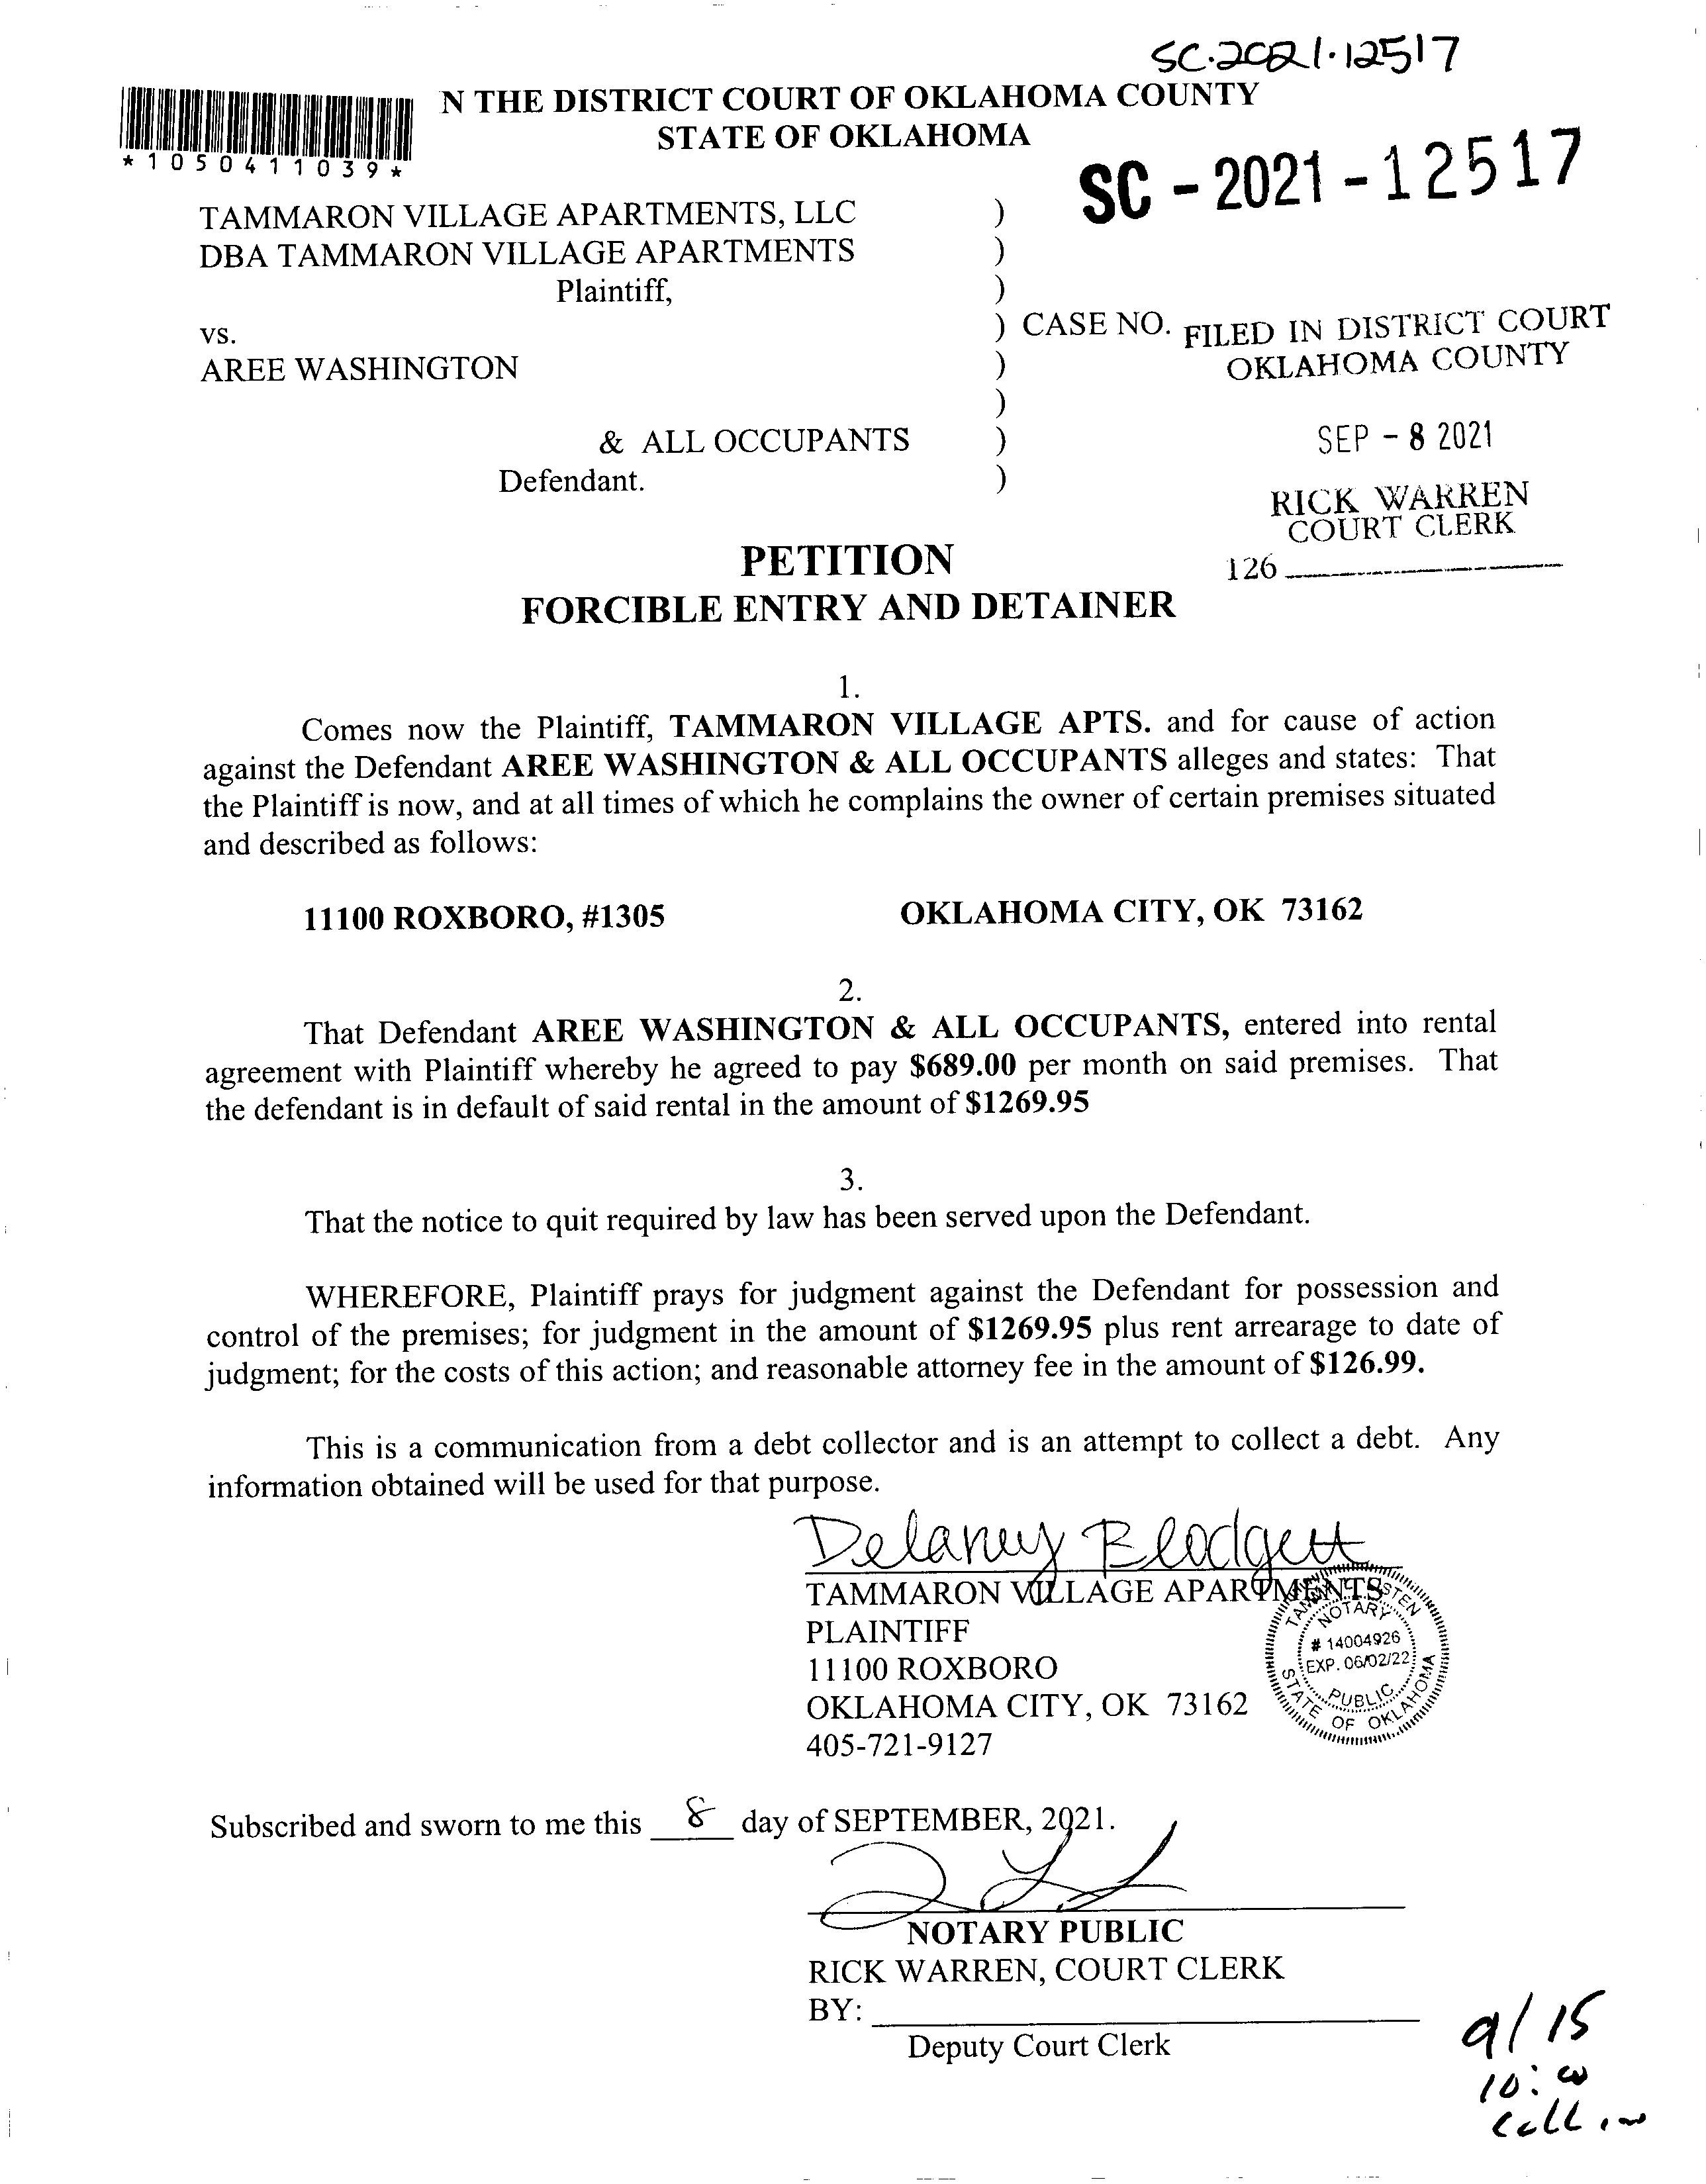 SC-2021-12517
N THE DISTRICT COURT OF OKLAHOMA COUNTY
STATE OF OKLAHOMA
*1050411039*
SC - 2021 - 12517
TAMMARON VILLAGE APARTMENTS, LLC )
DBA TAMMARON VILLAGE APARTMENTS )
Plaintiff, )
vs. ) CASE NO.
FILED IN DISTRICT COURT
OKLAHOMA COUNTY
AREE WASHINGTON )
)
& ALL OCCUPANTS )
SEP - 8 2021
Defendant. )
RICK WARREN
COURT CLERK
126
PETITION
FORCIBLE ENTRY AND DETAINER
1.
Comes now the Plaintiff, TAMMARON VILLAGE APTS. and for cause of action
against the Defendant AREE WASHINGTON & ALL OCCUPANTS alleges and states: That
the Plaintiff is now, and at all times of which he complains the owner of certain premises situated
and described as follows:
11100 ROXBORO, #1305 OKLAHOMA CITY, OK 73162
2.
That Defendant AREE WASHINGTON & ALL OCCUPANTS, entered into rental
agreement with Plaintiff whereby he agreed to pay $689.00 per month on said premises. That
the defendant is in default of said rental in the amount of $1269.95
3.
That the notice to quit required by law has been served upon the Defendant.
WHEREFORE, Plaintiff prays for judgment against the Defendant for possession and
control of the premises; for judgment in the amount of $1269.95 plus rent arrearage to date of
judgment; for the costs of this action; and reasonable attorney fee in the amount of $126.99.
This is a communication from a debt collector and is an attempt to collect a debt. Any
information obtained will be used for that purpose.
Delaney Blodgett
TAMMARON VILLAGE APARTMENTS
PLAINTIFF
11100 ROXBORO
OKLAHOMA CITY, OK 73162
405-721-9127
NOTARY
# 14004926
EXP. 06/02/22
PUBLIC
STATE OF OKLAHOMA
Subscribed and sworn to me this 8 day of SEPTEMBER, 2021.
NOTARY PUBLIC
RICK WARREN, COURT CLERK
BY:
Deputy Court Clerk
9/15
10:00